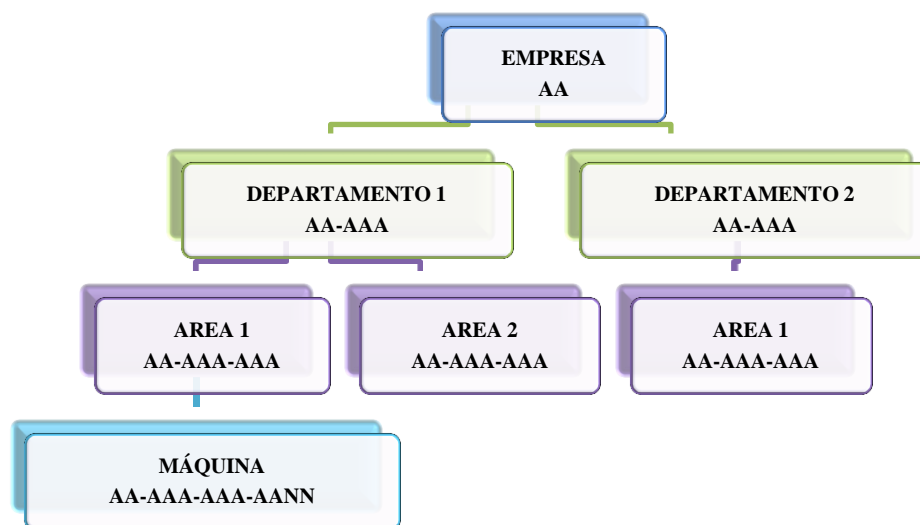 EMPRESA
AA
DEPARTAMENTO 1
AA-AAA
DEPARTAMENTO 2
AA-AAA
AREA 1
AA-AAA-AAA
AREA 2
AA-AAA-AAA
AREA 1
AA-AAA-AAA
MÁQUINA
AA-AAA-AAA-AANN